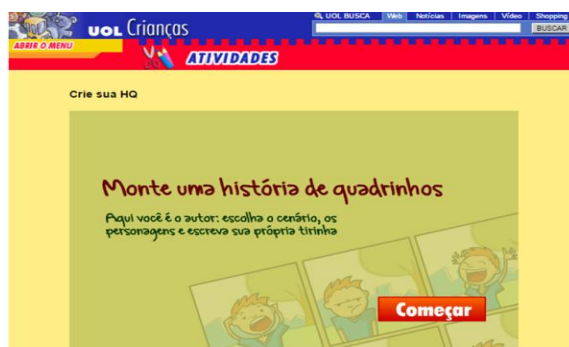 UOL BUSCA Web Notícias Imagens Vídeo Shopping
UOL Crianças
BUSCAR
ABRIR O MENU
ATIVIDADES
Crie sua HQ
Monte uma história de quadrinhos
Aqui você é o autor: escolha o cenário, os
personagens e escreva sua própria tirinha
Começar